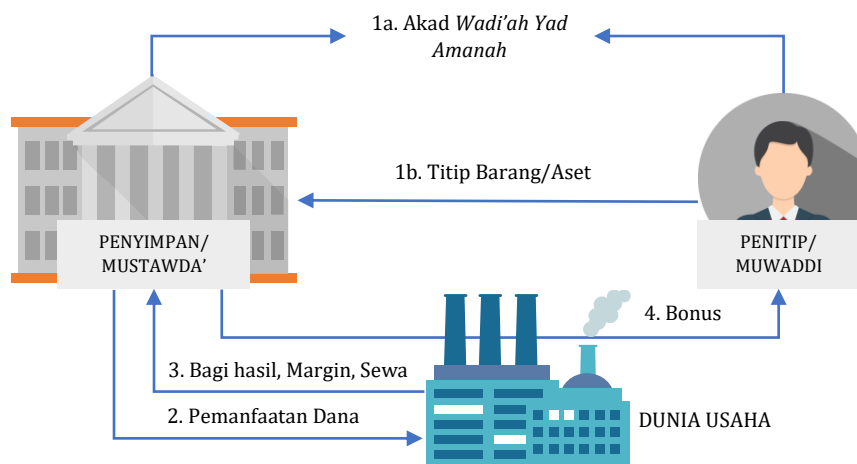 1a. Akad Wadi’ah Yad
Amanah
1b. Titip Barang/Aset
PENYIMPAN/
MUSTAWDA’
PENITIP/
MUWADDI
4. Bonus
3. Bagi hasil, Margin, Sewa
2. Pemanfaatan Dana
DUNIA USAHA